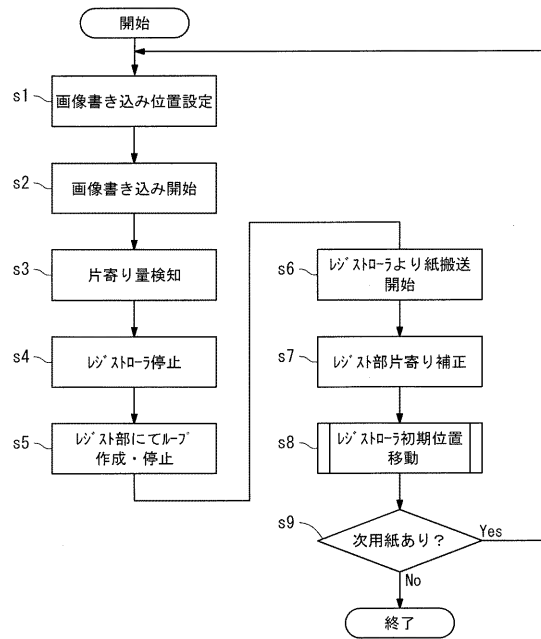 開始
s1
画像書き込み位置設定
s2
画像書き込み開始
s3
片寄り量検知
s4
ﾚｼﾞｽﾄﾛｰﾗ停止
s5
ﾚｼﾞｽﾄ部にてﾙｰﾌﾟ
作成・停止
s6
ﾚｼﾞｽﾄﾛｰﾗより紙搬送
開始
s7
ﾚｼﾞｽﾄ部片寄り補正
s8
ﾚｼﾞｽﾄﾛｰﾗ初期位置
移動
s9
次用紙あり？
Yes
No
終了